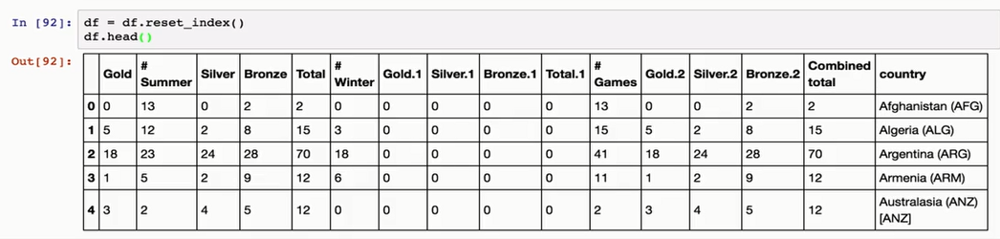 In [92]: df = df.reset_index()
df.head()
Out[92]:
Gold # Summer Silver Bronze Total # Winter Gold.1 Silver.1 Bronze.1 Total.1 # Games Gold.2 Silver.2 Bronze.2 Combined total country
0 0 13 0 2 2 0 0 0 0 0 13 0 0 2 2 Afghanistan (AFG)
1 5 12 2 8 15 3 0 0 0 0 15 5 2 8 15 Algeria (ALG)
2 18 23 24 28 70 18 0 0 0 0 41 18 24 28 70 Argentina (ARG)
3 1 5 2 9 12 6 0 0 0 0 11 1 2 9 12 Armenia (ARM)
4 3 2 4 5 12 0 0 0 0 0 2 3 4 5 12 Australasia (ANZ) [ANZ]